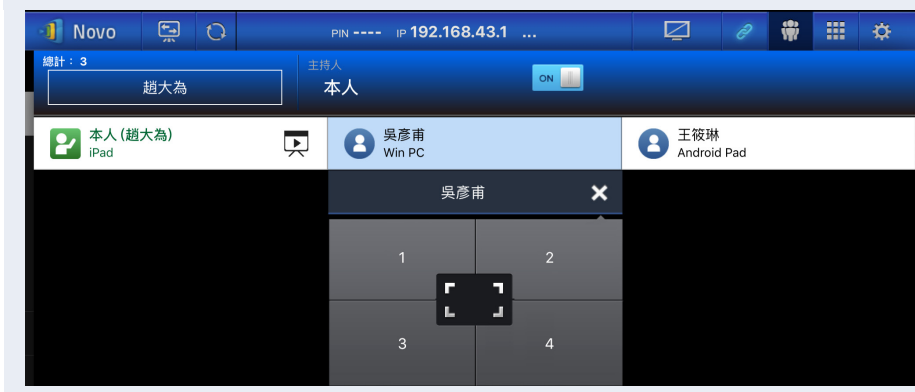 Novo PIN ---- IP 192.168.43.1 ...
總計： 3
趙大為
主持人
本人
ON
本人 (趙大為)
iPad
吳彥甫
Win PC
王筱琳
Android Pad
吳彥甫
1 2
3 4